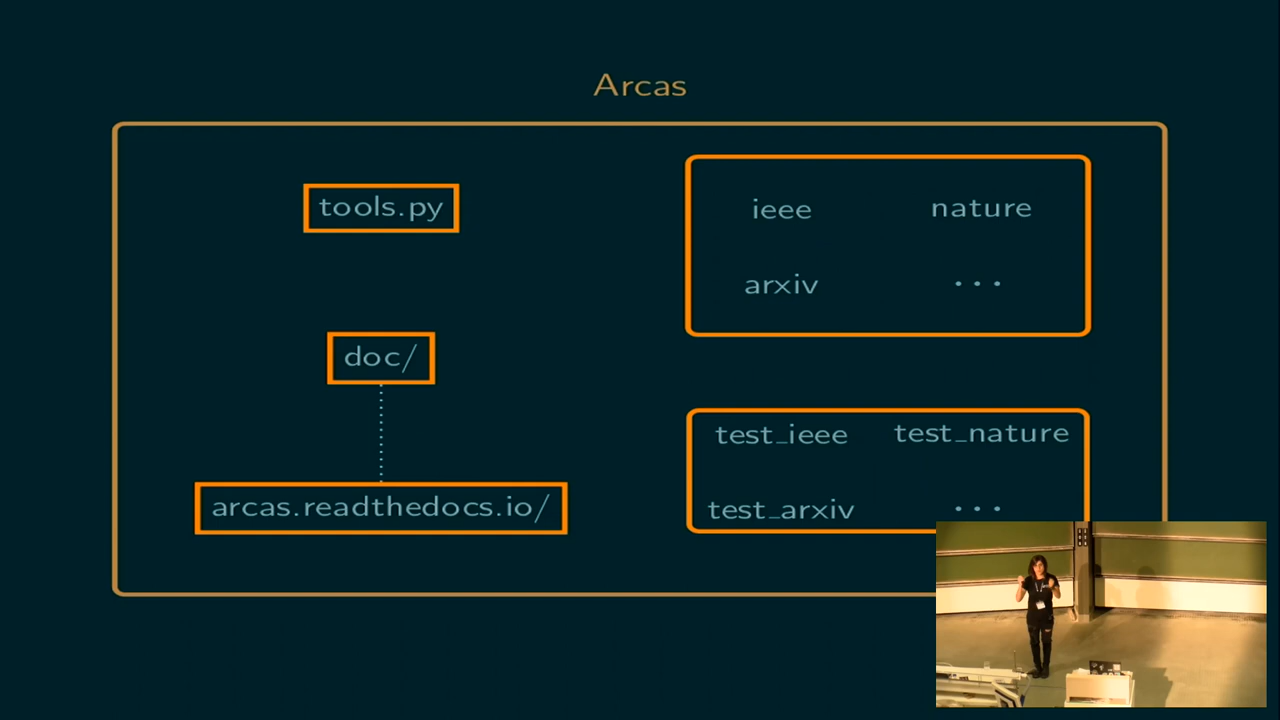 Arcas
tools.py
ieee nature
arxiv ...
doc/
test_ieee test_nature
arcas.readthedocs.io/
test_arxiv ...